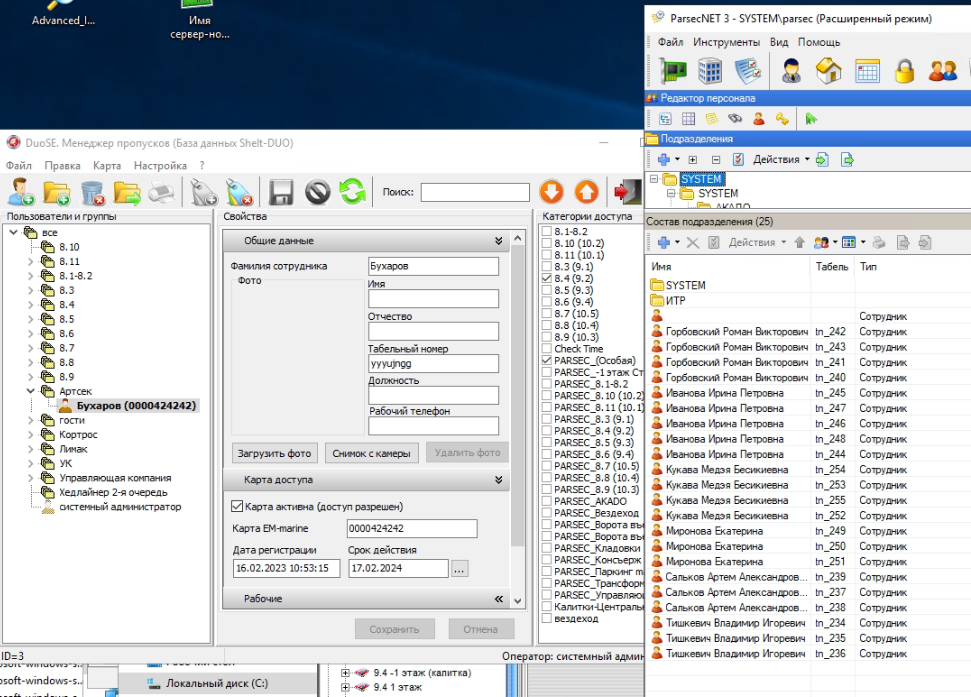 Advanced_I...
Имя
сервер-но...
ParsecNET 3 - SYSTEM\parsec (Расширенный режим)
Файл Инструменты Вид Помощь
Редактор персонала
Подразделения
Действия
SYSTEM
SYSTEM
АКАДО
Состав подразделения (25)
Действия
Имя Табель Тип
SYSTEM
ИТР
Сотрудник
Горбовский Роман Викторович tn_242 Сотрудник
Горбовский Роман Викторович tn_243 Сотрудник
Горбовский Роман Викторович tn_241 Сотрудник
Горбовский Роман Викторович tn_240 Сотрудник
Иванова Ирина Петровна tn_245 Сотрудник
Иванова Ирина Петровна tn_247 Сотрудник
Иванова Ирина Петровна tn_246 Сотрудник
Иванова Ирина Петровна tn_248 Сотрудник
Иванова Ирина Петровна tn_244 Сотрудник
Кукава Медэя Бесикиевна tn_254 Сотрудник
Кукава Медэя Бесикиевна tn_253 Сотрудник
Кукава Медэя Бесикиевна tn_255 Сотрудник
Кукава Медэя Бесикиевна tn_252 Сотрудник
Миронова Екатерина tn_249 Сотрудник
Миронова Екатерина tn_250 Сотрудник
Миронова Екатерина tn_251 Сотрудник
Сальков Артем Александров... tn_239 Сотрудник
Сальков Артем Александров... tn_237 Сотрудник
Сальков Артем Александров... tn_238 Сотрудник
Тишкевич Владимир Игоревич tn_234 Сотрудник
Тишкевич Владимир Игоревич tn_235 Сотрудник
Тишкевич Владимир Игоревич tn_236 Сотрудник
DuoSE. Менеджер пропусков (База данных Shelt-DUO)
Файл Правка Карта Настройка ?
Поиск:
Пользователи и группы
все
8.10
8.11
8.1-8.2
8.3
8.4
8.5
8.6
8.7
8.8
8.9
Артсек
Бухаров (0000424242)
гости
Кортрос
Линак
УК
Управляющая компания
Хедлайнер 2-я очередь
системный администратор
Свойства
Общие данные
Фамилия сотрудника Бухаров
Фото
Имя
Отчество
Табельный номер
yyyujngg
Должность
Рабочий телефон
Загрузить фото Снимок с камеры Удалить фото
Карта доступа
Карта активна (доступ разрешен)
Карта EM-marine 0000424242
Дата регистрации Срок действия
16.02.2023 10:53:15 17.02.2024 ...
Рабочие
Сохранить Отмена
Категории доступа
8.1-8.2
8.10 (10.2)
8.11 (10.1)
8.3 (9.1)
8.4 (9.2)
8.5 (9.3)
8.6 (9.4)
8.7 (10.5)
8.8 (10.4)
8.9 (10.3)
Check Time
PARSEC_(Особая)
PARSEC_-1 этаж Ст
PARSEC_8.1-8.2
PARSEC_8.10 (10.2)
PARSEC_8.11 (10.1)
PARSEC_8.3 (9.1)
PARSEC_8.4 (9.2)
PARSEC_8.5 (9.3)
PARSEC_8.6 (9.4)
PARSEC_8.7 (10.5)
PARSEC_8.8 (10.4)
PARSEC_8.9 (10.3)
PARSEC_АКАДО
PARSEC_Вездеход
PARSEC_Ворота въе
PARSEC_Ворота вые
PARSEC_Кладовки
PARSEC_Консьерж
PARSEC_Паркинг m
PARSEC_Трансформ
PARSEC_Управляю
Калитки-Централь
вездеход
ID=3
Оператор: системный админ
osoft-windows-s...
osoft-windows-s...
Локальный диск (C:)
9.4 -1 этаж (калитка)
9.4 1 этаж